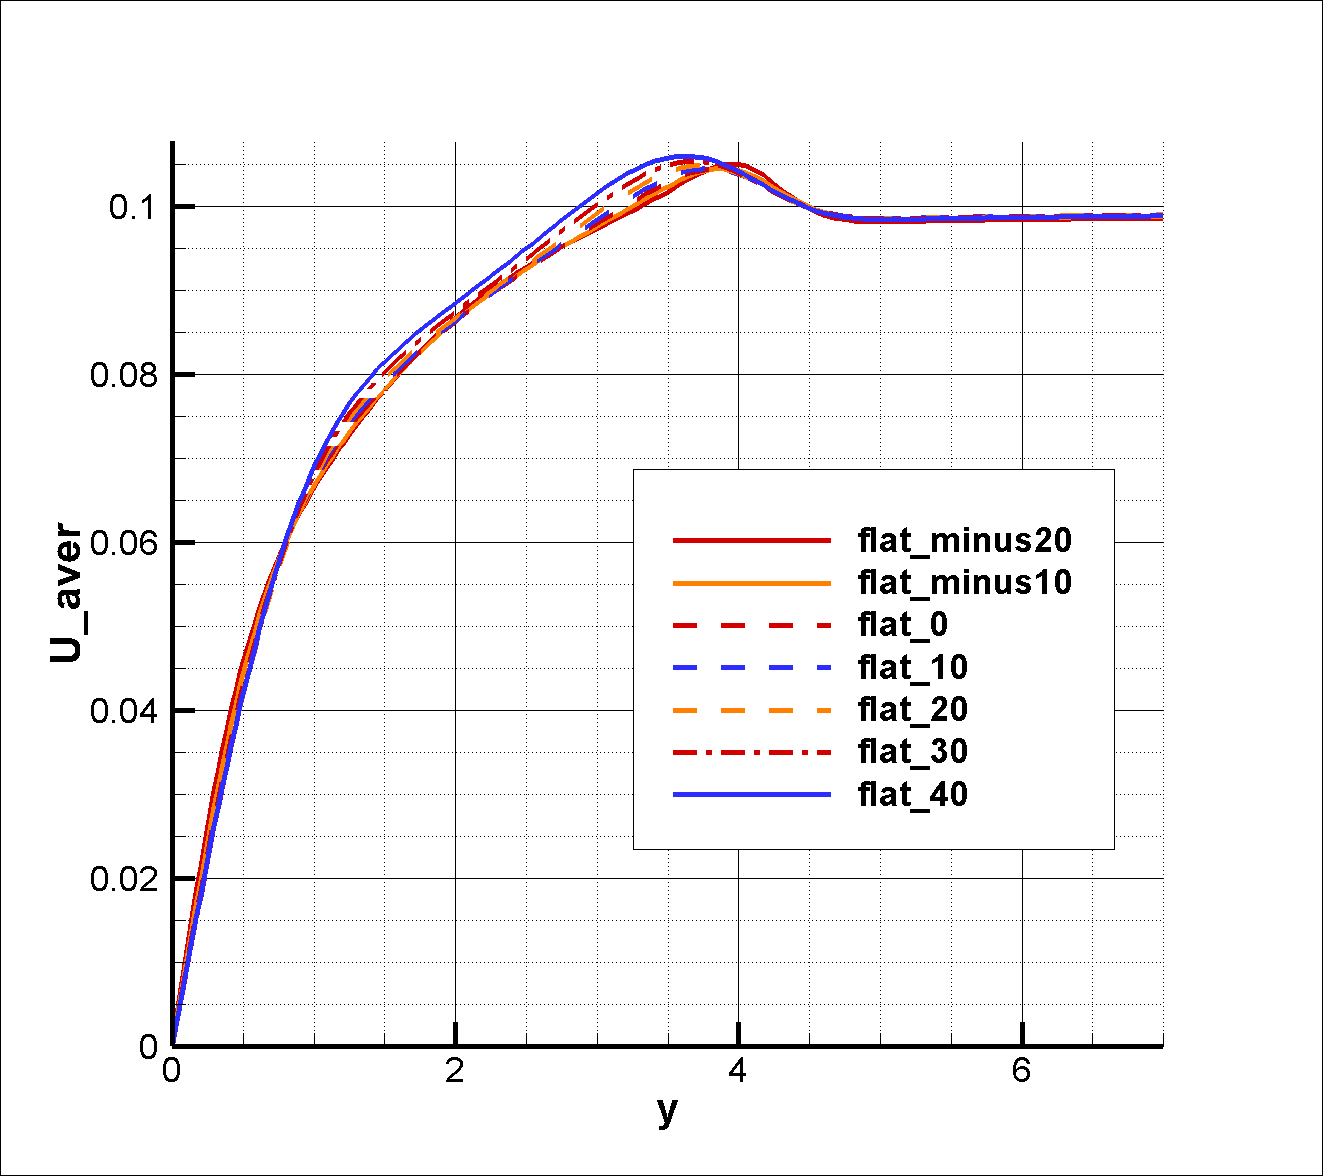 0.1
0.08
0.06
0.04
0.02
0
U_aver
flat_minus20
flat_minus10
flat_0
flat_10
flat_20
flat_30
flat_40
0 2 4 6
y